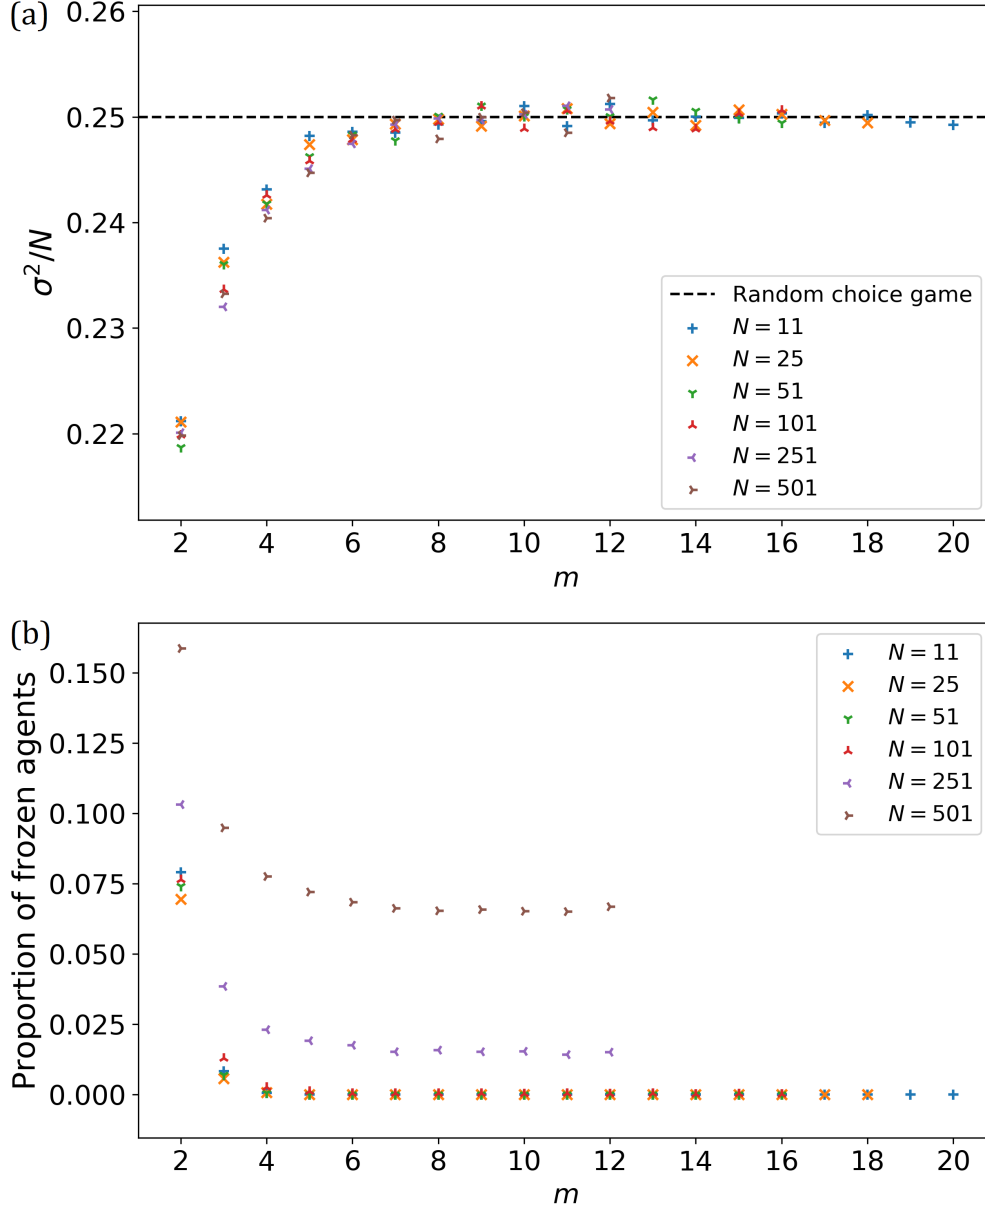 (a)
0.26
0.25
0.24
0.23
0.22
σ²/N
Random choice game
N = 11
N = 25
N = 51
N = 101
N = 251
N = 501
2 4 6 8 10 12 14 16 18 20
m
(b)
0.150
0.125
0.100
0.075
0.050
0.025
0.000
Proportion of frozen agents
N = 11
N = 25
N = 51
N = 101
N = 251
N = 501
2 4 6 8 10 12 14 16 18 20
m